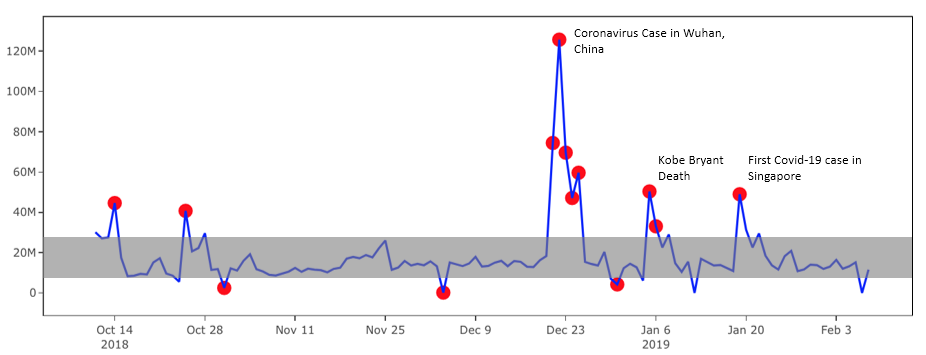 Coronavirus Case in Wuhan,
China
Kobe Bryant
Death
First Covid-19 case in
Singapore
120M
100M
80M
60M
40M
20M
0
Oct 14
2018
Oct 28
Nov 11
Nov 25
Dec 9
Dec 23
Jan 6
2019
Jan 20
Feb 3